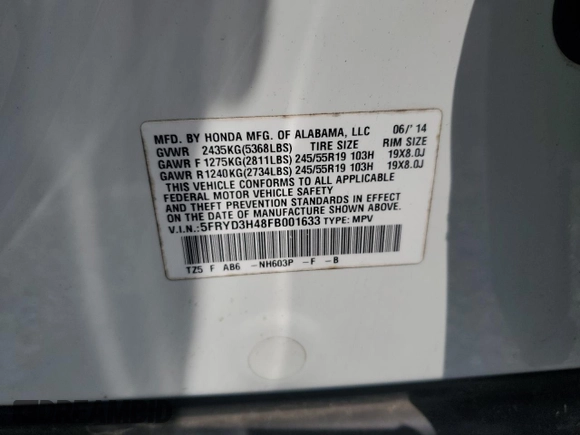 MFD. BY HONDA MFG. OF ALABAMA, LLC 06/'14
GVWR 2435KG(5368LBS) TIRE SIZE RIM SIZE
GAWR F 1275KG(2811LBS) 245/55R19 103H 19X8.0J
GAWR R 1240KG(2734LBS) 245/55R19 103H 19X8.0J
THIS VEHICLE CONFORMS TO ALL APPLICABLE
FEDERAL MOTOR VEHICLE SAFETY
AND THEFT PREVENTION STANDARDS IN EFFECT
ON THE DATE OF MANUFACTURE SHOWN ABOVE.
V.I.N.: 5FRYD3H48FB001633 TYPE: MPV
TZ5 F AB6 -NH603P -F -B